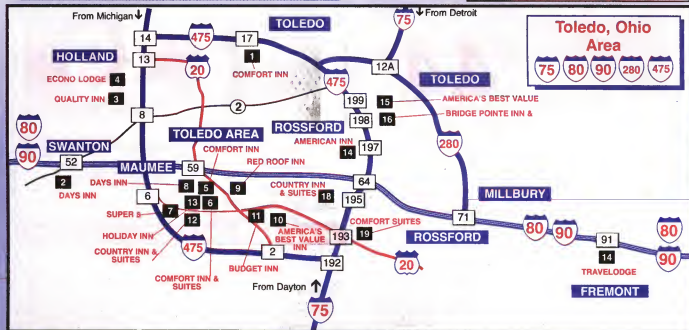 From Michigan
TOLEDO
75
From Detroit
Toledo, Ohio
Area
75 80 90 280 475
14
475
17
HOLLAND
13
20
1
COMFORT INN
12A
TOLEDO
ECONO LODGE 4
QUALITY INN 3
475
199
15
AMERICA'S BEST VALUE
8
2
198
16
BRIDGE POINTE INN &
80
ROSSFORD
SWANTON
TOLEDO AREA
AMERICAN INN
197
14
280
90
52
MAUMEE
59
COMFORT INN
RED ROOF INN
2
DAYS INN
DAYS INN
8
5
9
COUNTRY INN
& SUITES
18
64
MILLBURY
6
13
6
195
SUPER 8
7
12
11
10
71
HOLIDAY INN
AMERICA'S
BEST VALUE
INN
193
19
COMFORT SUITES
ROSSFORD
80
90
91
80
COUNTRY INN &
SUITES
475
2
14
TRAVELODGE
90
COMFORT INN &
SUITES
BUDGET INN
192
20
FREMONT
From Dayton
75